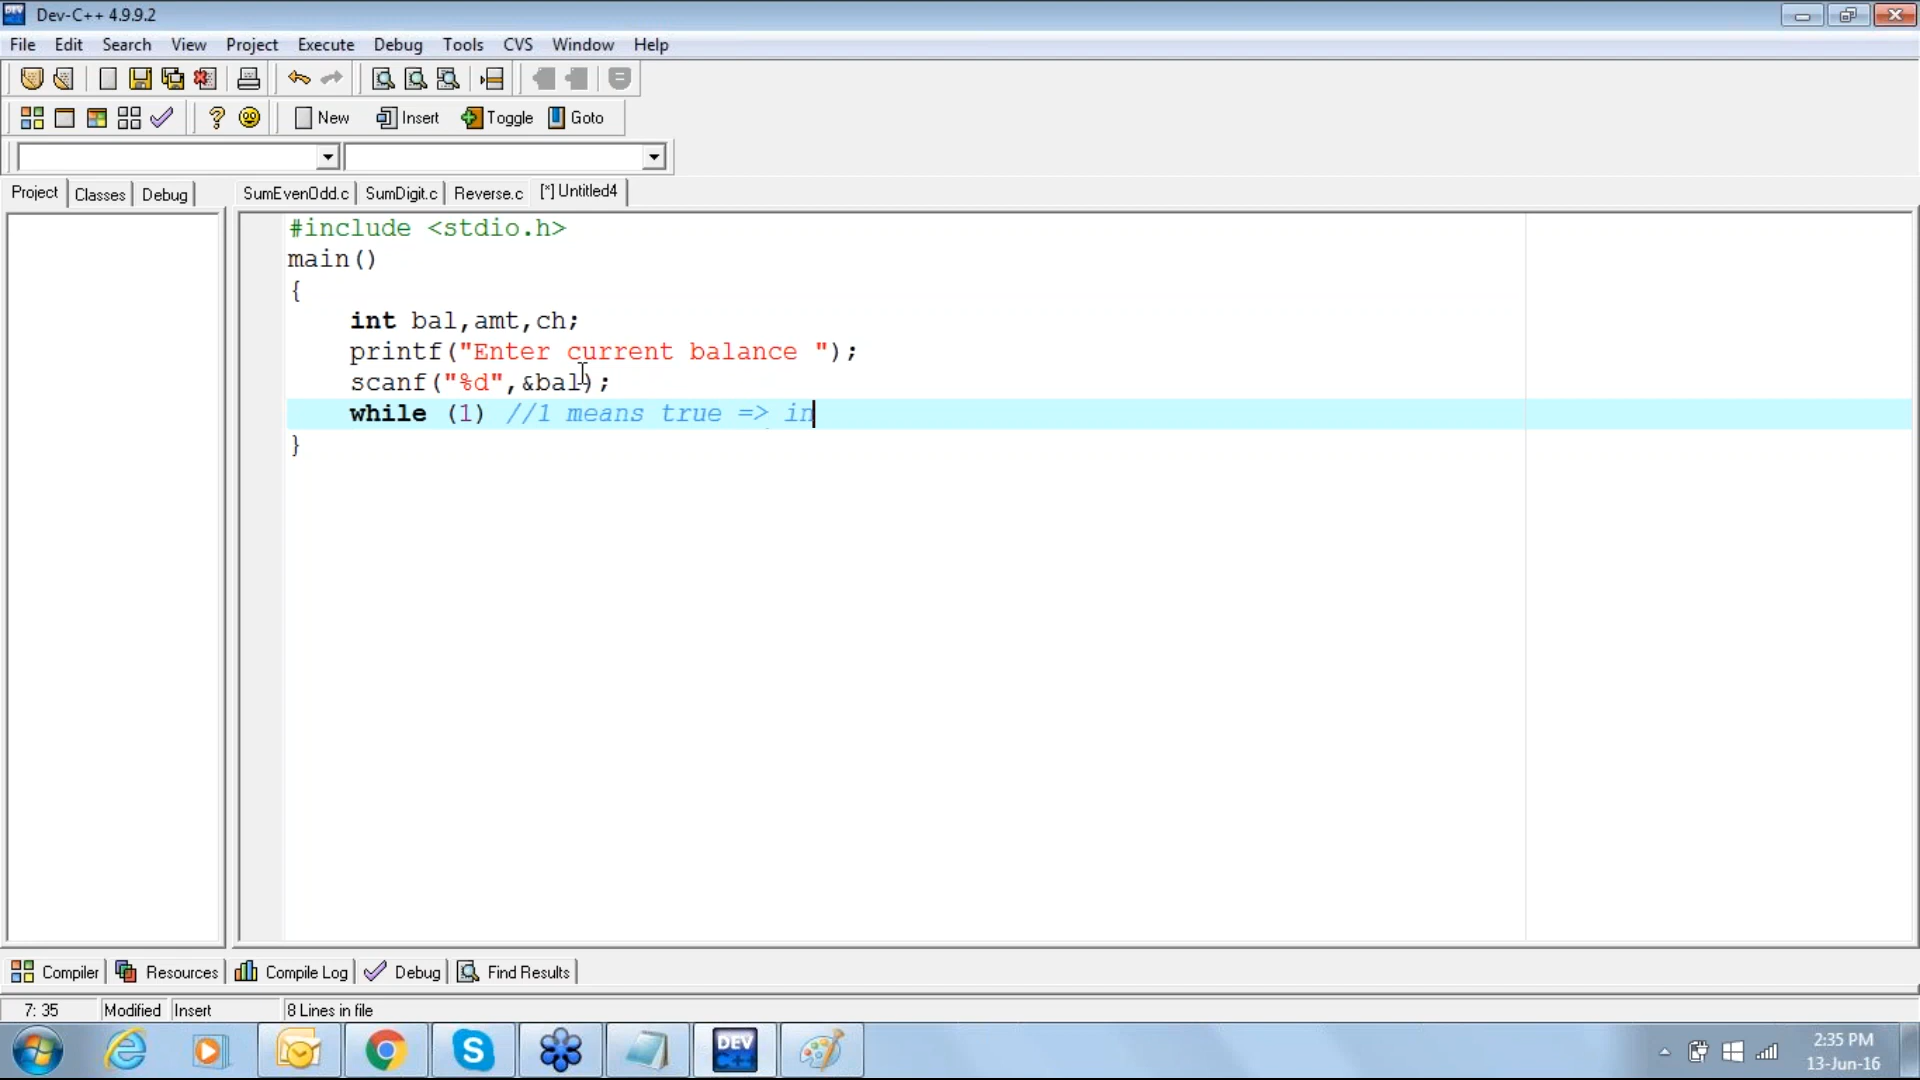 Dev-C++ 4.9.9.2
File Edit Search View Project Execute Debug Tools CVS Window Help
New Insert Toggle Goto
Project Classes Debug
SumEvenOdd.c SumDigit.c Reverse.c [*] Untitled4
#include <stdio.h>
main()
{
int bal,amt,ch;
printf("Enter current balance ");
scanf("%d",&bal);
while (1) //1 means true => in
}
Compiler Resources Compile Log Debug Find Results
7: 35 Modified Insert 8 Lines in file
DEV C++
2:35 PM
13-Jun-16